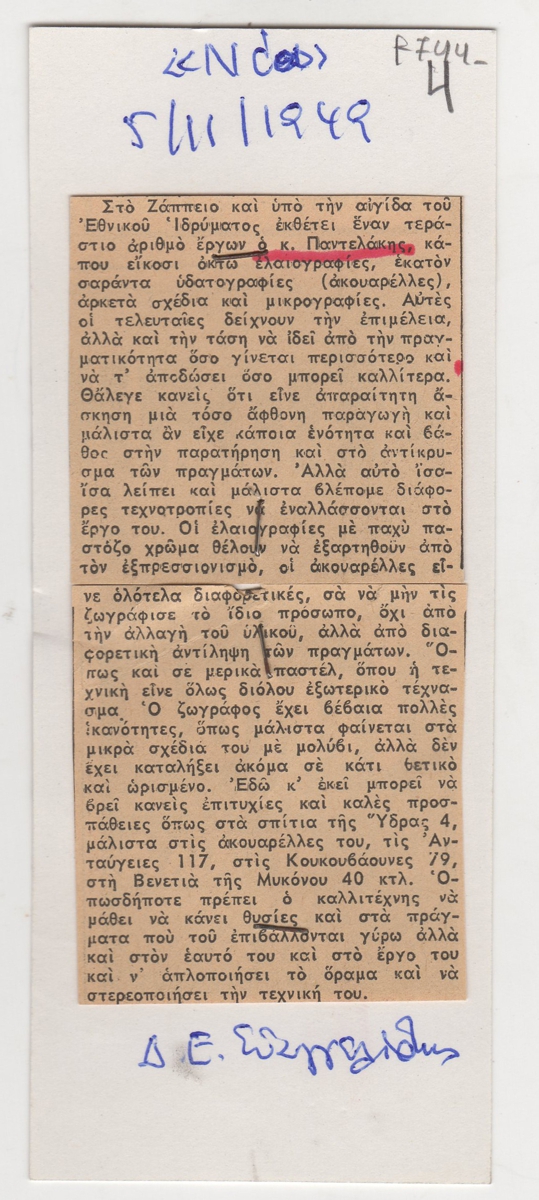 «Νέα»
P744-
4
5/11/1949
Στὸ Ζάππειο καὶ ὑπὸ τὴν αἰγίδα τοῦ
Ἐθνικοῦ Ἱδρύματος ἐκθέτει ἕναν τερά-
στιο ἀριθμὸ ἔργων ὁ κ. Παντελάκης, κά-
που εἴκοσι ὀκτὼ ἐλαιογραφίες, ἑκατὸν
σαράντα ὑδατογραφίες (ἀκουαρέλλες),
ἀρκετὰ σχέδια καὶ μικρογραφίες. Αὐτὲς
οἱ τελευταῖες δείχνουν τὴν ἐπιμέλεια,
ἀλλὰ καὶ τὴν τάση νὰ ἰδεῖ ἀπὸ τὴν πραγ-
ματικότητα ὅσο γίνεται περισσότερο καὶ
νὰ τ' ἀποδώσει ὅσο μπορεῖ καλλίτερα.
Θἄλεγε κανεὶς ὅτι εἶνε ἀπαραίτητη ἄ-
σκηση μιὰ τόσο ἄφθονη παραγωγὴ καὶ
μάλιστα ἂν εἶχε κάποια ἑνότητα καὶ βά-
θος στὴν παρατήρηση καὶ στὸ ἀντίκρυ-
σμα τῶν πραγμάτων. Ἀλλὰ αὐτὸ ἴσα-
ἴσα λείπει καὶ μάλιστα βλέπομε διάφο-
ρες τεχνοτροπίες νὰ ἐναλλάσσονται στὸ
ἔργο του. Οἱ ἐλαιογραφίες μὲ παχὺ πα-
στόζο χρῶμα θέλουν νὰ ἐξαρτηθοῦν ἀπὸ
τὸν ἐξπρεσσιονισμό, οἱ ἀκουαρέλλες εἶ-
νε ὁλότελα διαφορετικές, σὰ νὰ μὴν τὶς
ζωγράφισε τὸ ἴδιο πρόσωπο, ὄχι ἀπὸ
τὴν ἀλλαγὴ τοῦ ὑλικοῦ, ἀλλὰ ἀπὸ δια-
φορετικὴ ἀντίληψη τῶν πραγμάτων. Ὅ-
πως καὶ σὲ μερικὰ παστέλ, ὅπου ἡ τε-
χνικὴ εἶνε ὅλως διόλου ἐξωτερικὸ τέχνα-
σμα. Ὁ ζωγράφος ἔχει βέβαια πολλὲς
ἱκανότητες, ὅπως μάλιστα φαίνεται στὰ
μικρὰ σχέδιά του μὲ μολύβι, ἀλλὰ δὲν
ἔχει καταλήξει ἀκόμα σὲ κάτι θετικὸ
καὶ ὡρισμένο. Ἐδῶ κ' ἐκεῖ μπορεῖ νὰ
βρεῖ κανεὶς ἐπιτυχίες καὶ καλὲς προσ-
πάθειες ὅπως στὰ σπίτια τῆς Ὕδρας 4,
μάλιστα στὶς ἀκουαρέλλες του, τὶς Ἀν-
ταύγειες 117, στὶς Κουκουβάουνες 79,
στὴ Βενετιὰ τῆς Μυκόνου 40 κτλ. Ὁ-
πωσδήποτε πρέπει ὁ καλλιτέχνης νὰ
μάθει νὰ κάνει θυσίες καὶ στὰ πράγ-
ματα ποὺ τοῦ ἐπιβάλλονται γύρω ἀλλὰ
καὶ στὸν ἑαυτό του καὶ στὸ ἔργο του
καὶ ν' ἁπλοποιήσει τὸ ὅραμα καὶ νὰ
στερεοποιήσει τὴν τεχνική του.
Δ Ε. Εὐαγγελίδης